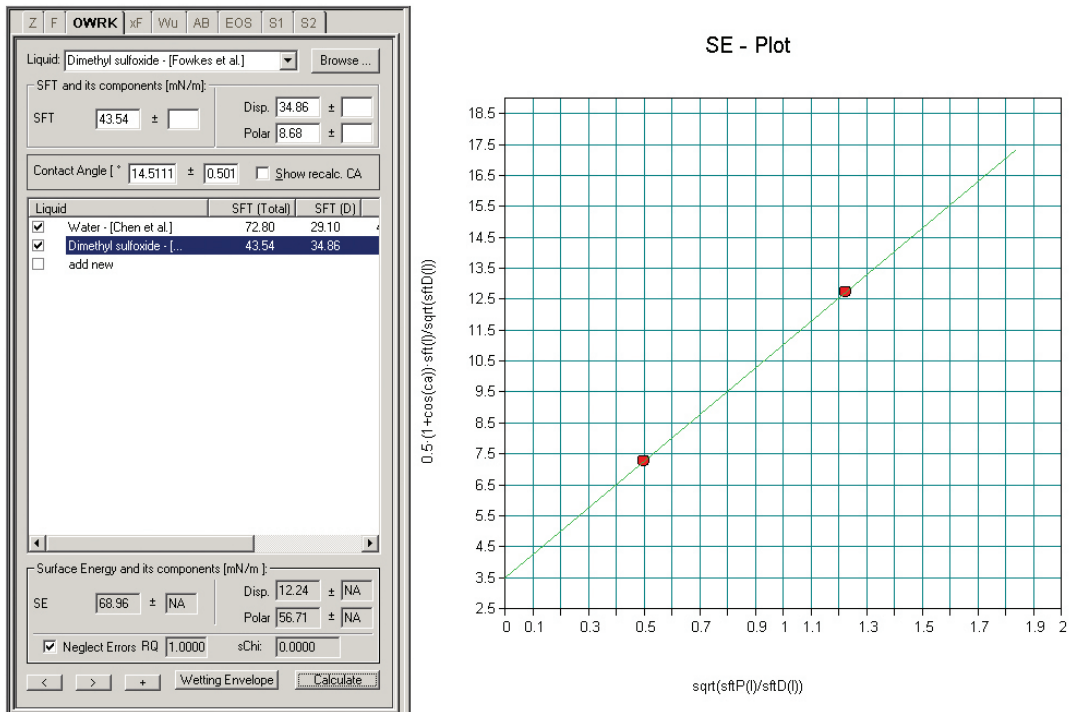 Z F OWRK xF Wu AB EOS S1 S2
Liquid: Dimethyl sulfoxide - [Fowkes et al.] Browse ...
SFT and its components [mN/m]:
SFT 43.54 ± Disp. 34.86 ±
Polar 8.68 ±
Contact Angle [ ° 14.5111 ± 0.501 Show recalc. CA
Liquid SFT (Total) SFT (D)
Water - [Chen et al.] 72.80 29.10 4
Dimethyl sulfoxide - [... 43.54 34.86
add new
Surface Energy and its components [mN/m ]:
SE 68.96 ± NA Disp. 12.24 ± NA
Polar 56.71 ± NA
Neglect Errors RQ 1.0000 sChi: 0.0000
< > + Wetting Envelope Calculate
SE - Plot
0.5·(1+cos(ca))·sft(l)/sqrt(sftD(l))
18.5
17.5
16.5
15.5
14.5
13.5
12.5
11.5
10.5
9.5
8.5
7.5
6.5
5.5
4.5
3.5
2.5
0 0.1 0.3 0.5 0.7 0.9 1 1.2 1.3 1.5 1.6 1.8 1.9 2
sqrt(sftP(l)/sftD(l))